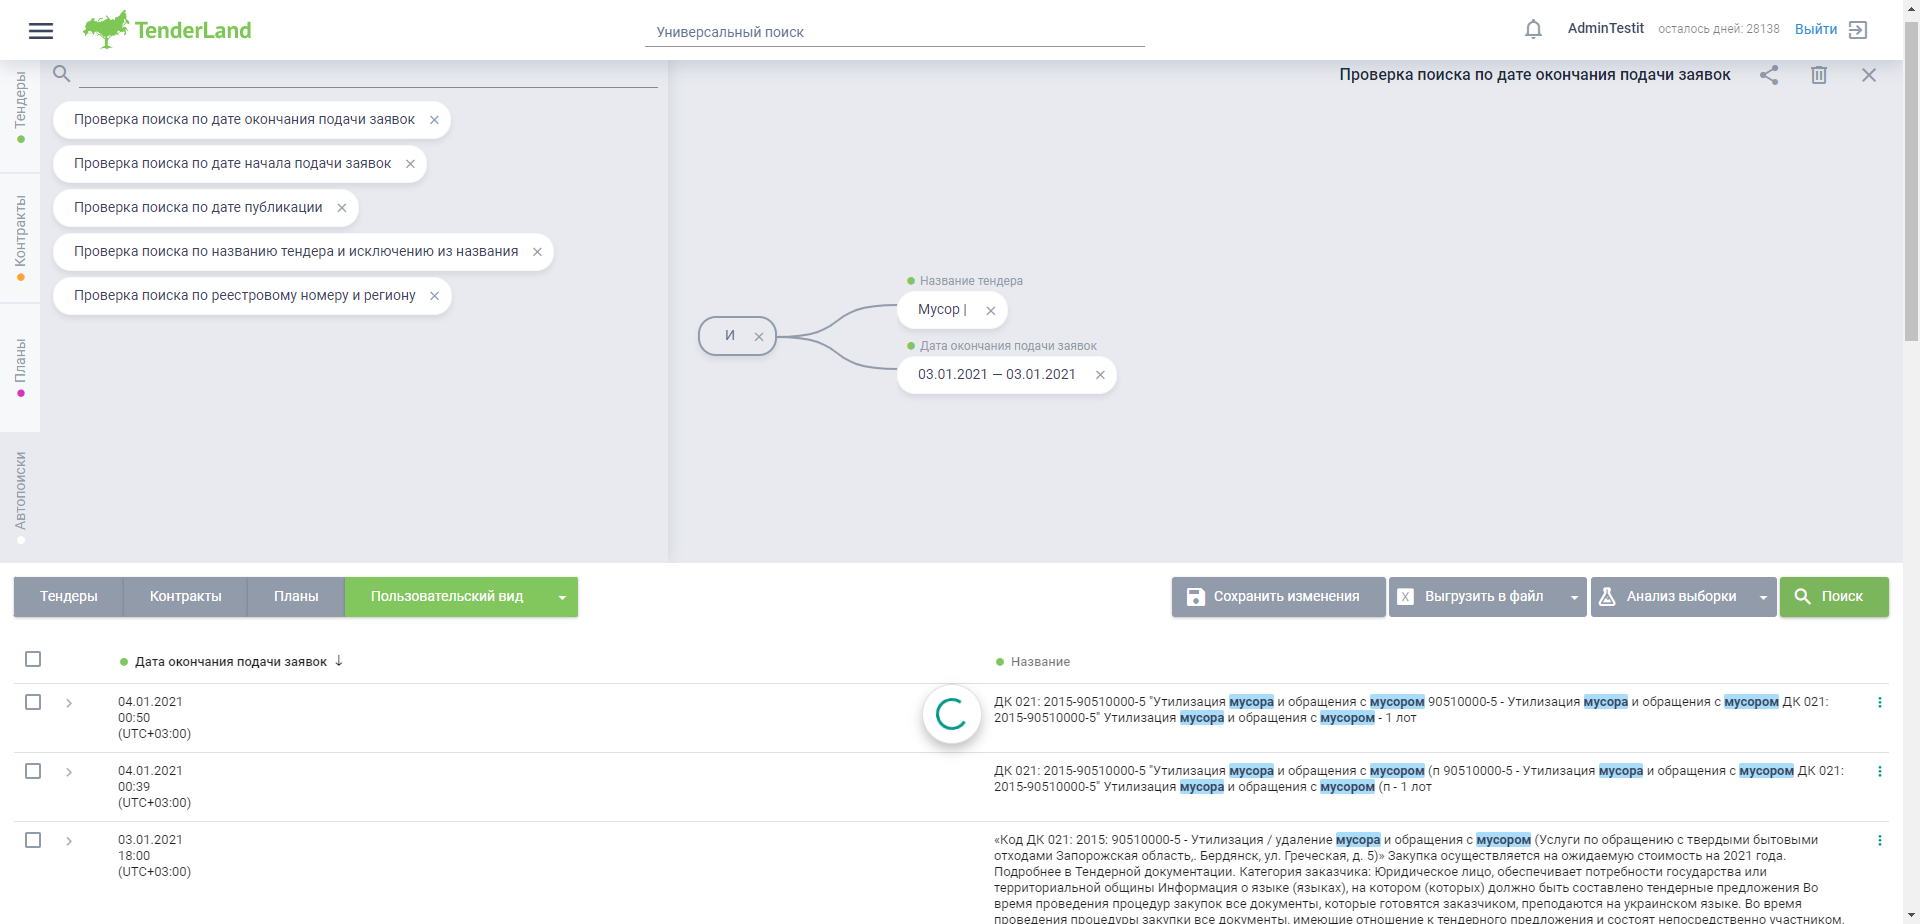 TenderLand
Универсальный поиск
AdminTestit
осталось дней: 28138
Выйти
Тендеры
Контракты
Планы
Автопоиски
Проверка поиска по дате окончания подачи заявок
Проверка поиска по дате начала подачи заявок
Проверка поиска по дате публикации
Проверка поиска по названию тендера и исключению из названия
Проверка поиска по реестровому номеру и региону
Проверка поиска по дате окончания подачи заявок
И
Название тендера
Мусор |
Дата окончания подачи заявок
03.01.2021 — 03.01.2021
Тендеры
Контракты
Планы
Пользовательский вид
Сохранить изменения
Выгрузить в файл
Анализ выборки
Поиск
Дата окончания подачи заявок
Название
04.01.2021
00:50
(UTC+03:00)
ДК 021: 2015-90510000-5 "Утилизация мусора и обращения с мусором 90510000-5 - Утилизация мусора и обращения с мусором ДК 021:
2015-90510000-5" Утилизация мусора и обращения с мусором - 1 лот
04.01.2021
00:39
(UTC+03:00)
ДК 021: 2015-90510000-5 "Утилизация мусора и обращения с мусором (п 90510000-5 - Утилизация мусора и обращения с мусором ДК 021:
2015-90510000-5" Утилизация мусора и обращения с мусором (п - 1 лот
03.01.2021
18:00
(UTC+03:00)
«Код ДК 021: 2015: 90510000-5 - Утилизация / удаление мусора и обращения с мусором (Услуги по обращению с твердыми бытовыми
отходами Запорожская область,. Бердянск, ул. Греческая, д. 5)» Закупка осуществляется на ожидаемую стоимость на 2021 года.
Подробнее в Тендерной документации. Категория заказчика: Юридическое лицо, обеспечивает потребности государства или
территориальной общины Информация о языке (языках), на котором (которых) должно быть составлено тендерные предложения Во
время проведения процедур закупок все документы, которые готовятся заказчиком, преподаются на украинском языке. Во время
проведения процедуры закупки все документы, имеющие отношение к тендерного предложения и состоят непосредственно участником,